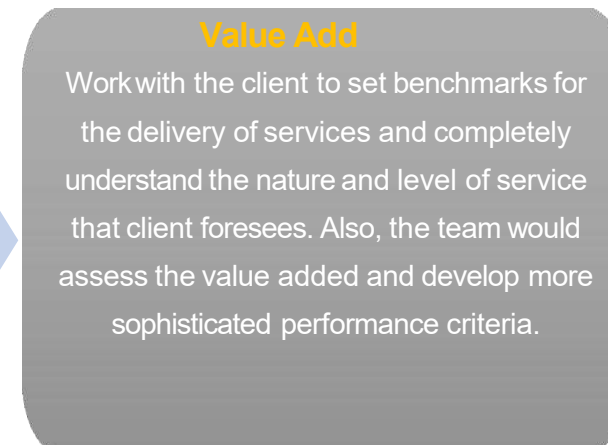 Value Add
Work with the client to set benchmarks for
the delivery of services and completely
understand the nature and level of service
that client foresees. Also, the team would
assess the value added and develop more
sophisticated performance criteria.